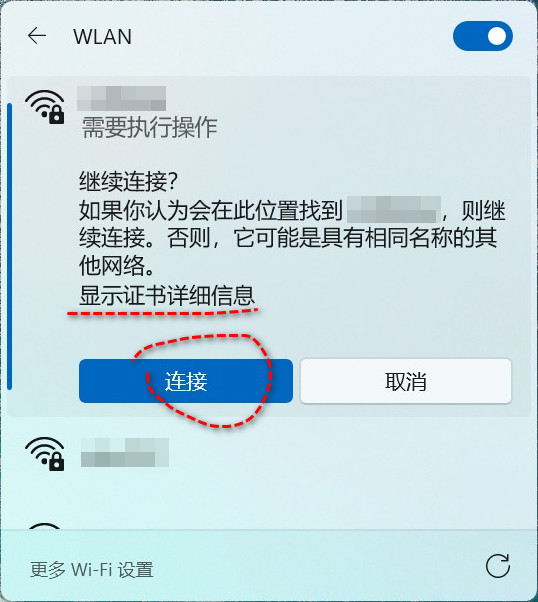 WLAN
需要执行操作
继续连接?
如果你认为会在此位置找到 ，则继
续连接。否则，它可能是具有相同名称的其
他网络。
显示证书详细信息
连接
取消
更多 Wi-Fi 设置